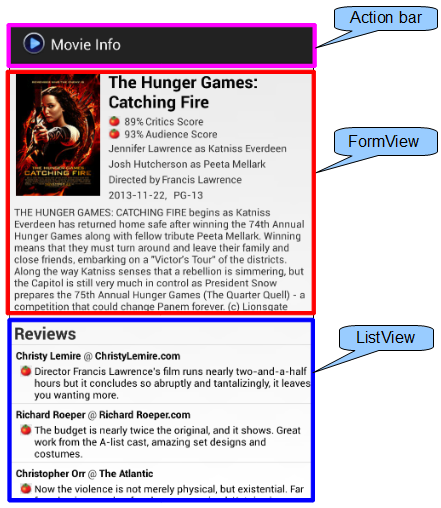 Action bar
Movie Info
FormView
The Hunger Games:
Catching Fire
89% Critics Score
93% Audience Score
Jennifer Lawrence as Katniss Everdeen
Josh Hutcherson as Peeta Mellark
Directed by Francis Lawrence
2013-11-22, PG-13
CATCHING FIRE
THE HUNGER GAMES: CATCHING FIRE begins as Katniss
Everdeen has returned home safe after winning the 74th Annual
Hunger Games along with fellow tribute Peeta Mellark. Winning
means that they must turn around and leave their family and
close friends, embarking on a "Victor's Tour" of the districts.
Along the way Katniss senses that a rebellion is simmering, but
the Capitol is still very much in control as President Snow
prepares the 75th Annual Hunger Games (The Quarter Quell) - a
competition that could change Panem forever. (c) Lionsgate
ListView
Reviews
Christy Lemire @ ChristyLemire.com
Director Francis Lawrence's film runs nearly two-and-a-half
hours but it concludes so abruptly and tantalizingly, it leaves
you wanting more.
Richard Roeper @ Richard Roeper.com
The budget is nearly twice the original, and it shows. Great
work from the A-list cast, amazing set designs and
costumes.
Christopher Orr @ The Atlantic
Now the violence is not merely physical, but existential. Far